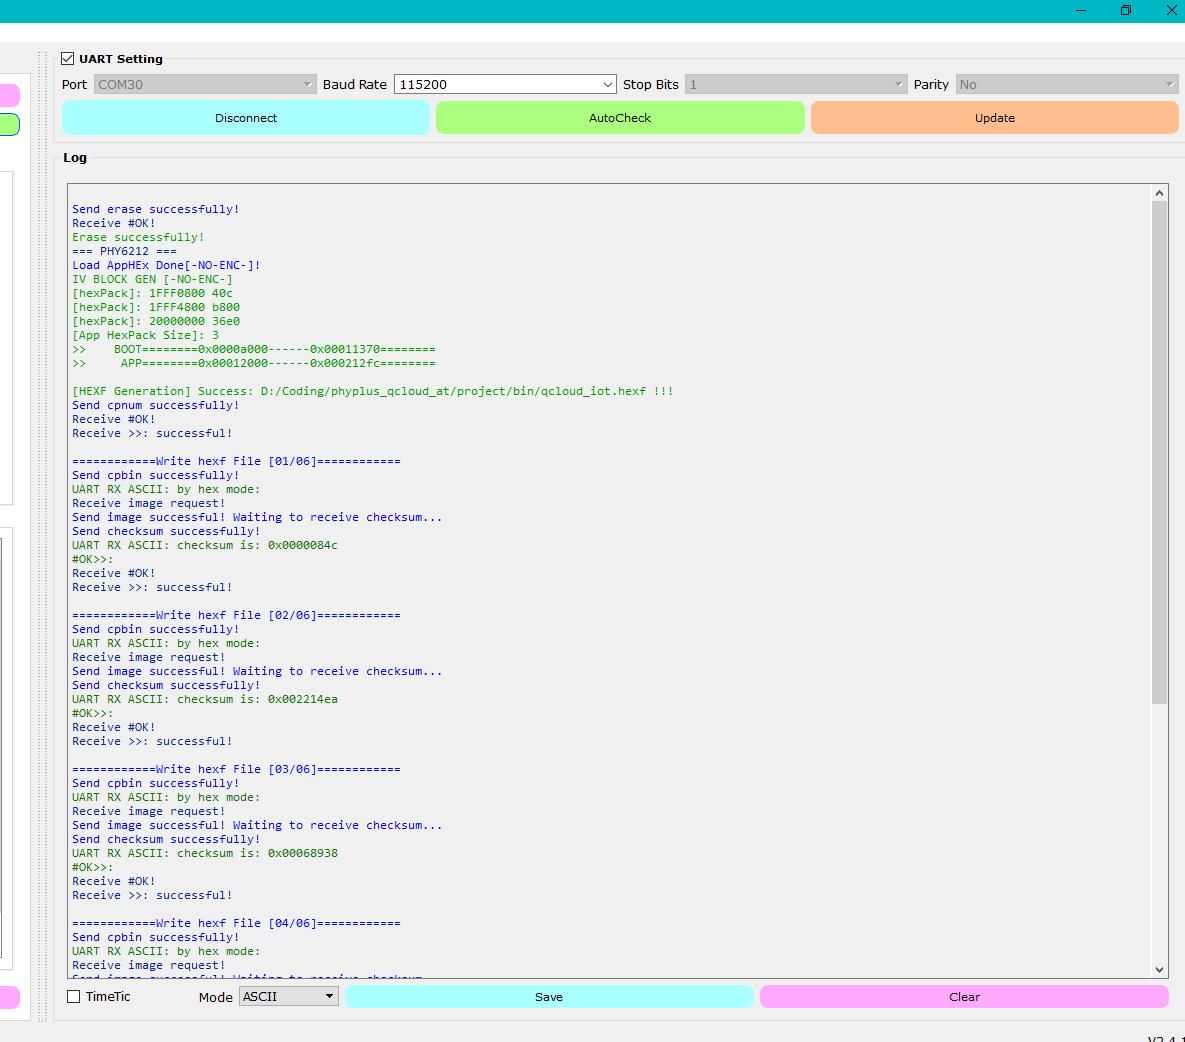 UART Setting
Port COM30 Baud Rate 115200 Stop Bits 1 Parity No
Disconnect AutoCheck Update
Log
Send erase successfully!
Receive #OK!
Erase successfully!
=== PHY6212 ===
Load AppHEx Done[-NO-ENC-]!
IV BLOCK GEN [-NO-ENC-]
[hexPack]: 1FFF0800 40c
[hexPack]: 1FFF4800 b800
[hexPack]: 20000000 36e0
[App HexPack Size]: 3
>>    BOOT========0x0000a000------0x00011370========
>>     APP========0x00012000------0x000212fc========
[HEXF Generation] Success: D:/Coding/phyplus_qcloud_at/project/bin/qcloud_iot.hexf !!!
Send cpnum successfully!
Receive #OK!
Receive >>: successful!
============Write hexf File [01/06]============
Send cpbin successfully!
UART RX ASCII: by hex mode:
Receive image request!
Send image successful! Waiting to receive checksum...
Send checksum successfully!
UART RX ASCII: checksum is: 0x0000084c
#OK>>:
Receive #OK!
Receive >>: successful!
============Write hexf File [02/06]============
Send cpbin successfully!
UART RX ASCII: by hex mode:
Receive image request!
Send image successful! Waiting to receive checksum...
Send checksum successfully!
UART RX ASCII: checksum is: 0x002214ea
#OK>>:
Receive #OK!
Receive >>: successful!
============Write hexf File [03/06]============
Send cpbin successfully!
UART RX ASCII: by hex mode:
Receive image request!
Send image successful! Waiting to receive checksum...
Send checksum successfully!
UART RX ASCII: checksum is: 0x00068938
#OK>>:
Receive #OK!
Receive >>: successful!
============Write hexf File [04/06]============
Send cpbin successfully!
UART RX ASCII: by hex mode:
Receive image request!
Send image successful! Waiting to receive checksum...
TimeTic Mode ASCII Save Clear